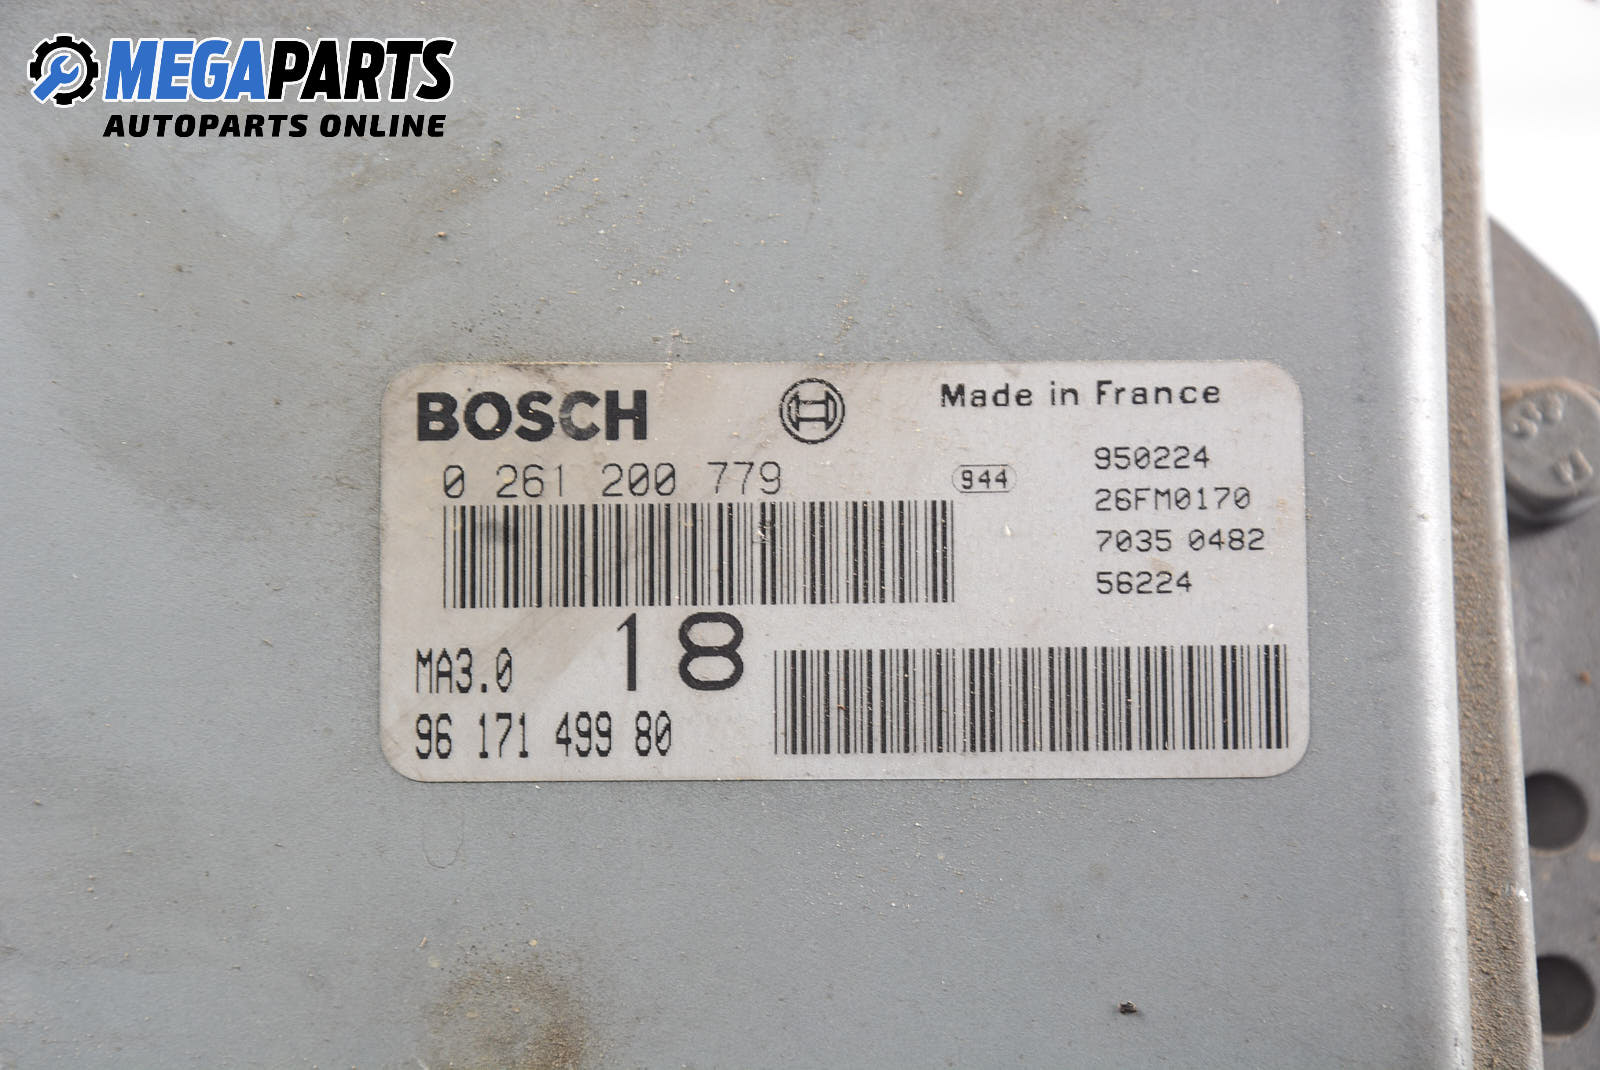 MEGAPARTS
AUTOPARTS ONLINE
BOSCH
Made in France
0 261 200 779
944
950224
26FM0170
7035 0482
56224
MA3.0
18
96 171 499 80